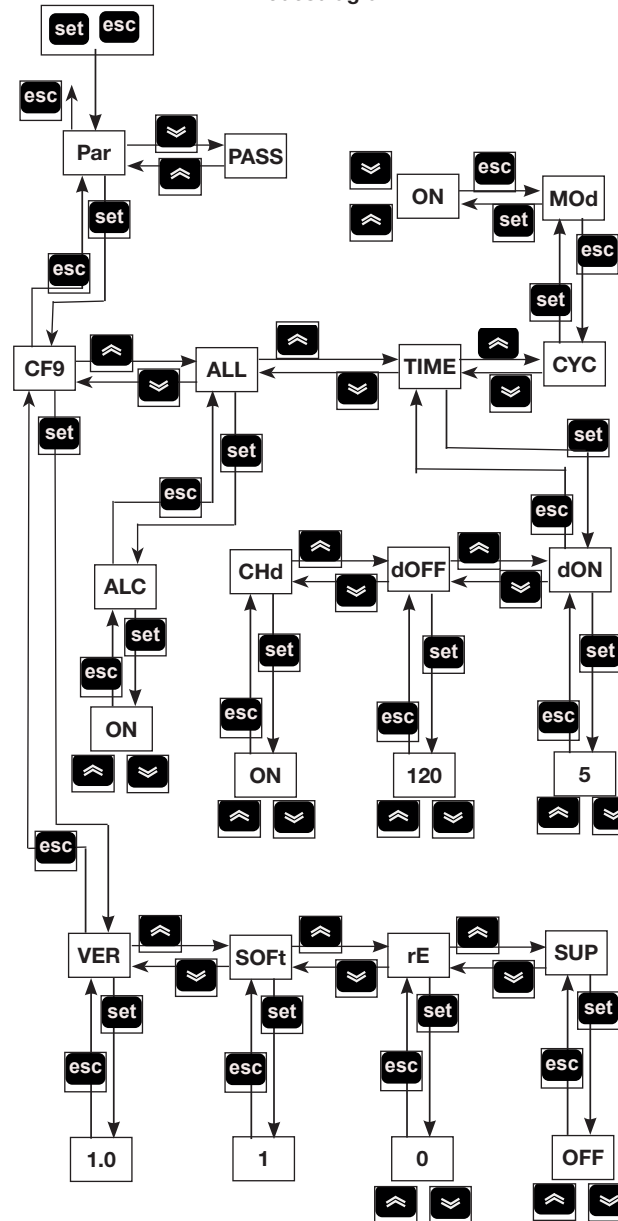 set esc
esc
Par
PASS
set
esc
ON
esc
MOd
set
esc
set
CF9
ALL
TIME
CYC
set
set
set
esc
esc
ALC
CHd
dOFF
dON
set
set
set
set
esc
esc
esc
esc
ON
ON
120
5
esc
VER
SOFt
rE
SUP
set
set
set
set
esc
esc
esc
esc
1.0
1
0
OFF